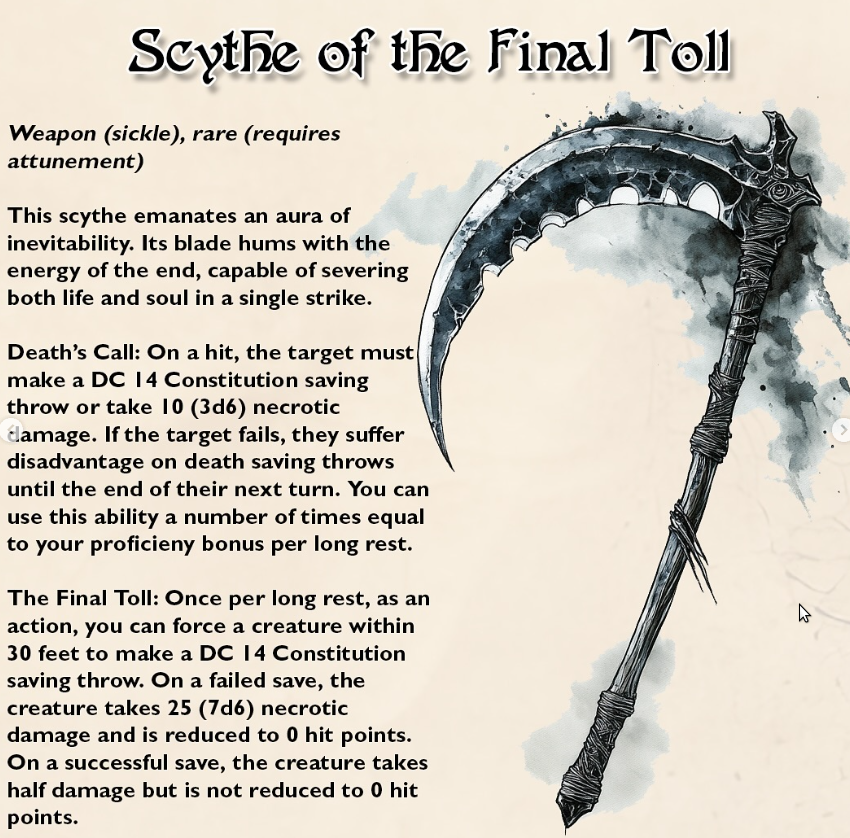 Scythe of the Final Toll
Weapon (sickle), rare (requires
attunement)
This scythe emanates an aura of
inevitability. Its blade hums with the
energy of the end, capable of severing
both life and soul in a single strike.
Death’s Call: On a hit, the target must
make a DC 14 Constitution saving
throw or take 10 (3d6) necrotic
damage. If the target fails, they suffer
disadvantage on death saving throws
until the end of their next turn. You can
use this ability a number of times equal
to your proficieny bonus per long rest.
The Final Toll: Once per long rest, as an
action, you can force a creature within
30 feet to make a DC 14 Constitution
saving throw. On a failed save, the
creature takes 25 (7d6) necrotic
damage and is reduced to 0 hit points.
On a successful save, the creature takes
half damage but is not reduced to 0 hit
points.